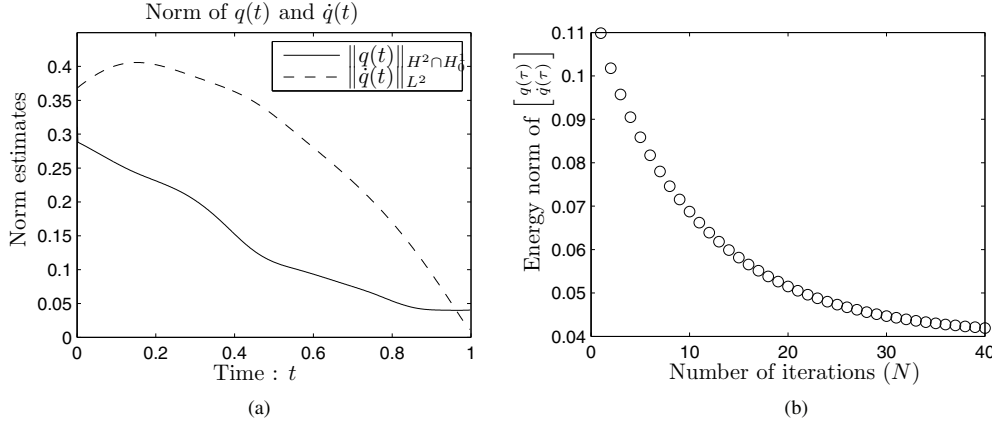 Norm of q(t) and q̇(t)
‖q(t)‖_{H²∩H₀¹}
‖q̇(t)‖_{L²}
Norm estimates
0.4
0.35
0.3
0.25
0.2
0.15
0.1
0.05
0
0 0.2 0.4 0.6 0.8 1
Time : t
(a)
Energy norm of [q(τ) q̇(τ)]
0.11
0.1
0.09
0.08
0.07
0.06
0.05
0.04
0 10 20 30 40
Number of iterations (N)
(b)